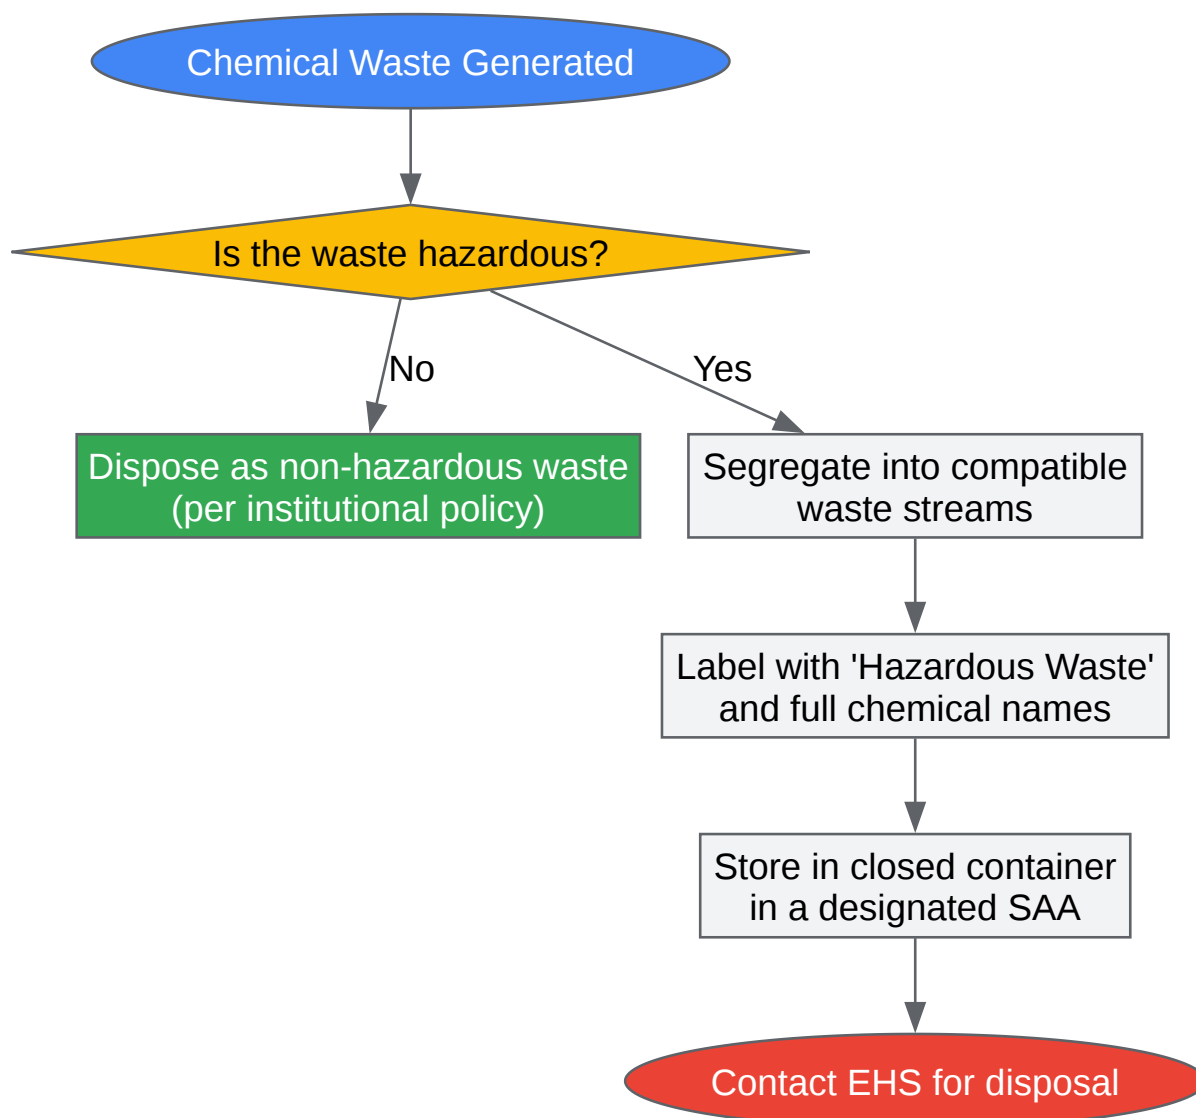 Chemical Waste Generated
Is the waste hazardous?
No
Yes
Dispose as non-hazardous waste
(per institutional policy)
Segregate into compatible
waste streams
Label with 'Hazardous Waste'
and full chemical names
Store in closed container
in a designated SAA
Contact EHS for disposal